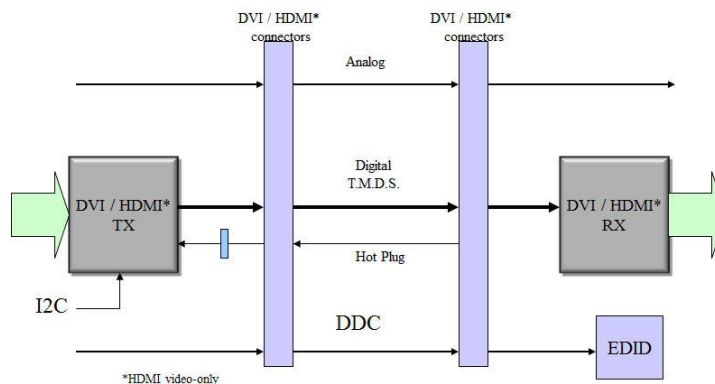 DVI / HDMI*
connectors
DVI / HDMI*
connectors
Analog
Digital
T.M.D.S.
DVI / HDMI*
TX
DVI / HDMI*
RX
Hot Plug
I2C
DDC
EDID
*HDMI video-only